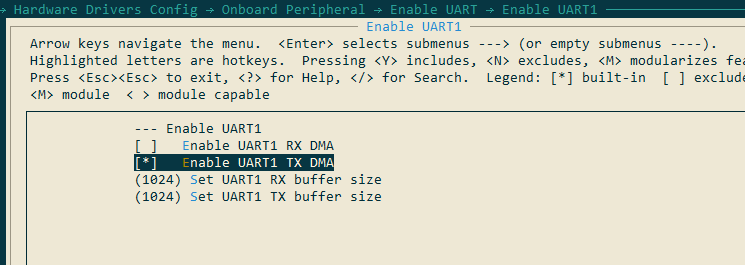 → Hardware Drivers Config → Onboard Peripheral → Enable UART → Enable UART1
Enable UART1
Arrow keys navigate the menu.  <Enter> selects submenus ---> (or empty submenus ----).
Highlighted letters are hotkeys.  Pressing <Y> includes, <N> excludes, <M> modularizes fea
Press <Esc><Esc> to exit, <?> for Help, </> for Search.  Legend: [*] built-in  [ ] exclude
<M> module  < > module capable
--- Enable UART1
[ ]   Enable UART1 RX DMA
[*]   Enable UART1 TX DMA
(1024) Set UART1 RX buffer size
(1024) Set UART1 TX buffer size